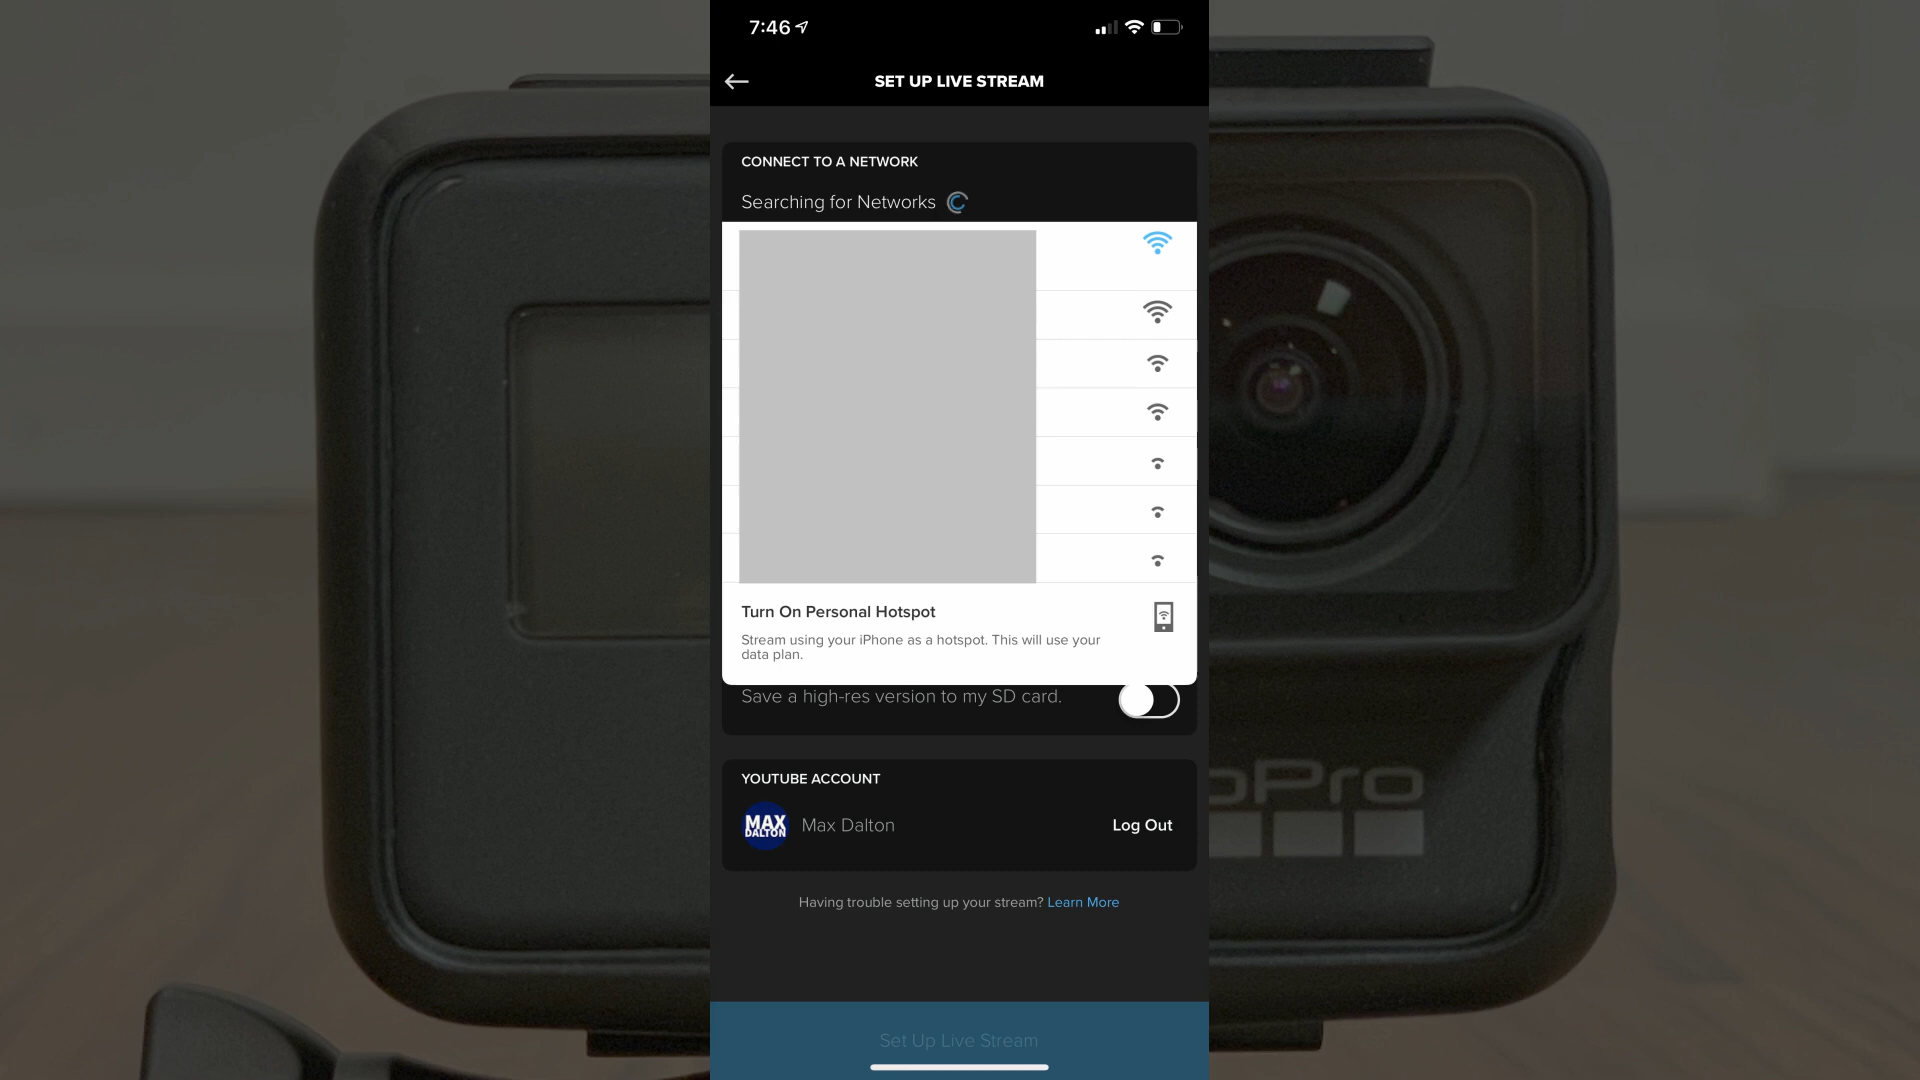 7:46
SET UP LIVE STREAM
CONNECT TO A NETWORK
Searching for Networks
Turn On Personal Hotspot
Stream using your iPhone as a hotspot. This will use your
data plan.
Save a high-res version to my SD card.
YOUTUBE ACCOUNT
MAX
DALTON
Max Dalton
Log Out
Having trouble setting up your stream? Learn More
Set Up Live Stream
oPro